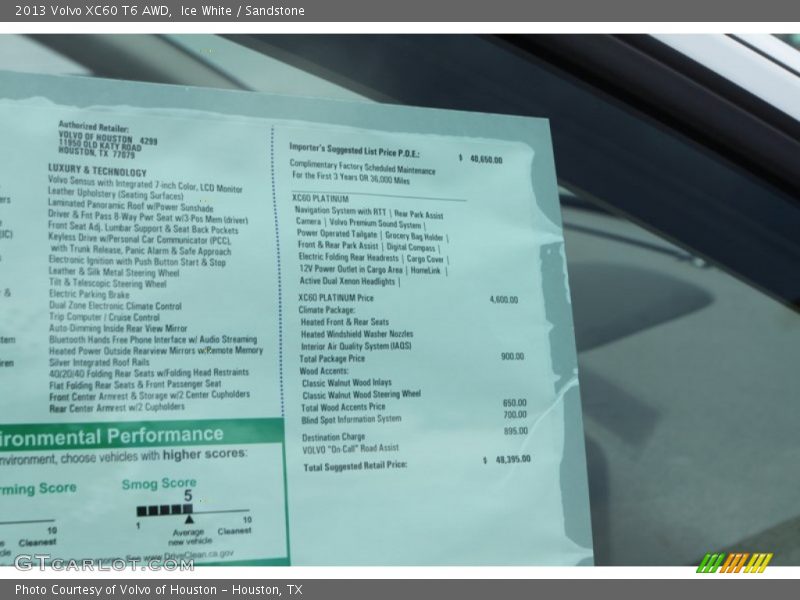 2013 Volvo XC60 T6 AWD, Ice White / Sandstone
Authorized Retailer:
VOLVO OF HOUSTON 4299
11950 OLD KATY ROAD
HOUSTON, TX 77079
LUXURY & TECHNOLOGY
Volvo Sensus with Integrated 7-inch Color, LCD Monitor
Leather Upholstery (Seating Surfaces)
Laminated Panoramic Roof w/Power Sunshade
Driver & Fnt Pass 8-Way Pwr Seat w/3-Pos Mem (driver)
Front Seat Adj. Lumbar Support & Seat Back Pockets
Keyless Drive w/Personal Car Communicator (PCC),
with Trunk Release, Panic Alarm & Safe Approach
Electronic Ignition with Push Button Start & Stop
Leather & Silk Metal Steering Wheel
Tilt & Telescopic Steering Wheel
Electric Parking Brake
Dual Zone Electronic Climate Control
Trip Computer / Cruise Control
Auto-Dimming Inside Rear View Mirror
Bluetooth Hands Free Phone Interface w/ Audio Streaming
Heated Power Outside Rearview Mirrors w/Remote Memory
Silver Integrated Roof Rails
40/20/40 Folding Rear Seats w/Folding Head Restraints
Flat Folding Rear Seats & Front Passenger Seat
Front Center Armrest & Storage w/2 Center Cupholders
Rear Center Armrest w/2 Cupholders
ironmental Performance
nvironment, choose vehicles with higher scores:
rming Score
Smog Score
5
10
1
10
Cleanest
Average
new vehicle
Cleanest
See www.DriveClean.ca.gov
Importer's Suggested List Price P.O.E.: $ 40,650.00
Complimentary Factory Scheduled Maintenance
For the First 3 Years OR 36,000 Miles
XC60 PLATINUM
Navigation System with RTT | Rear Park Assist
Camera | Volvo Premium Sound System |
Power Operated Tailgate | Grocery Bag Holder |
Front & Rear Park Assist | Digital Compass |
Electric Folding Rear Headrests | Cargo Cover |
12V Power Outlet in Cargo Area | HomeLink |
Active Dual Xenon Headlights |
XC60 PLATINUM Price 4,600.00
Climate Package:
Heated Front & Rear Seats
Heated Windshield Washer Nozzles
Interior Air Quality System (IAQS)
Total Package Price 900.00
Wood Accents:
Classic Walnut Wood Inlays
Classic Walnut Wood Steering Wheel
Total Wood Accents Price 650.00
Blind Spot Information System 700.00
Destination Charge 895.00
VOLVO "On Call" Road Assist
Total Suggested Retail Price: $ 48,395.00
GTcarlot.com
Photo Courtesy of Volvo of Houston - Houston, TX